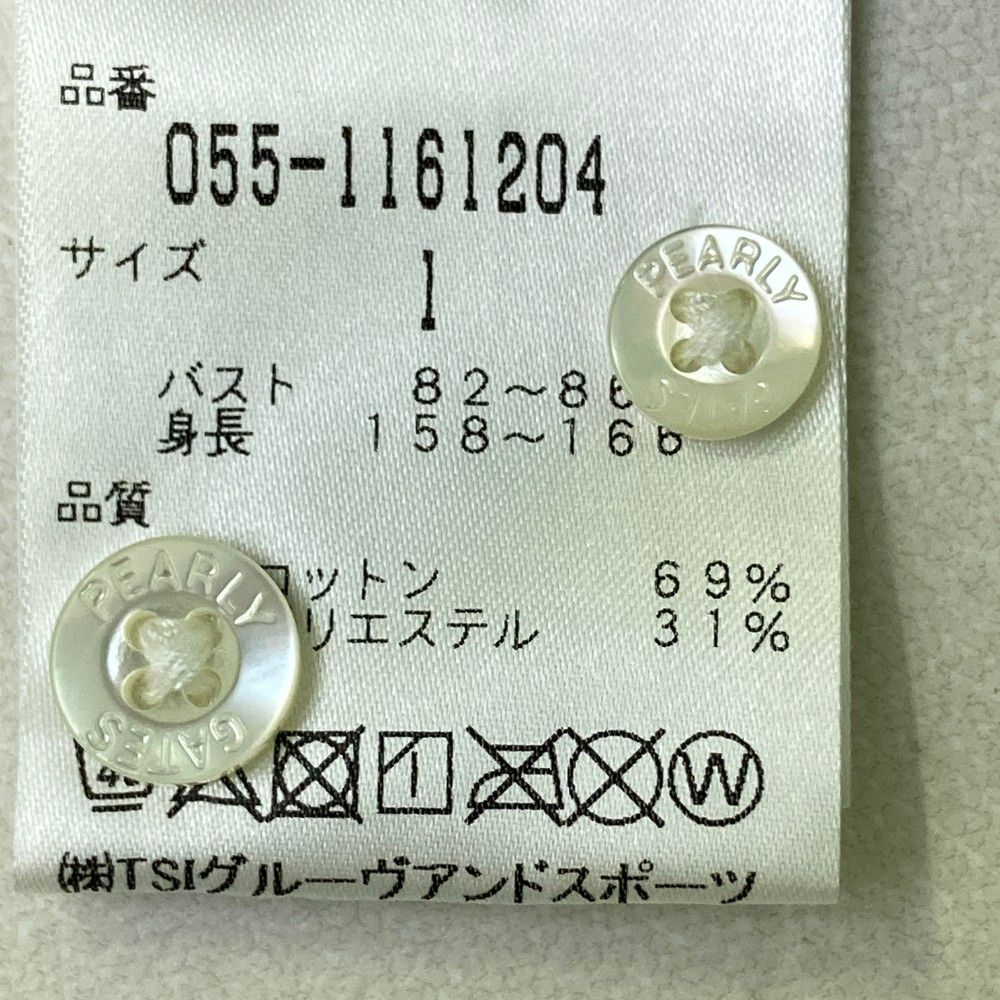 品番
055-1161204
サイズ
1
PEARLY
バスト 82~86
身長 158~166
品質
PEARLY
GATES
コットン 69%
リエステル 31%
40
1
W
(株)TSIグルーヴアンドスポーツ